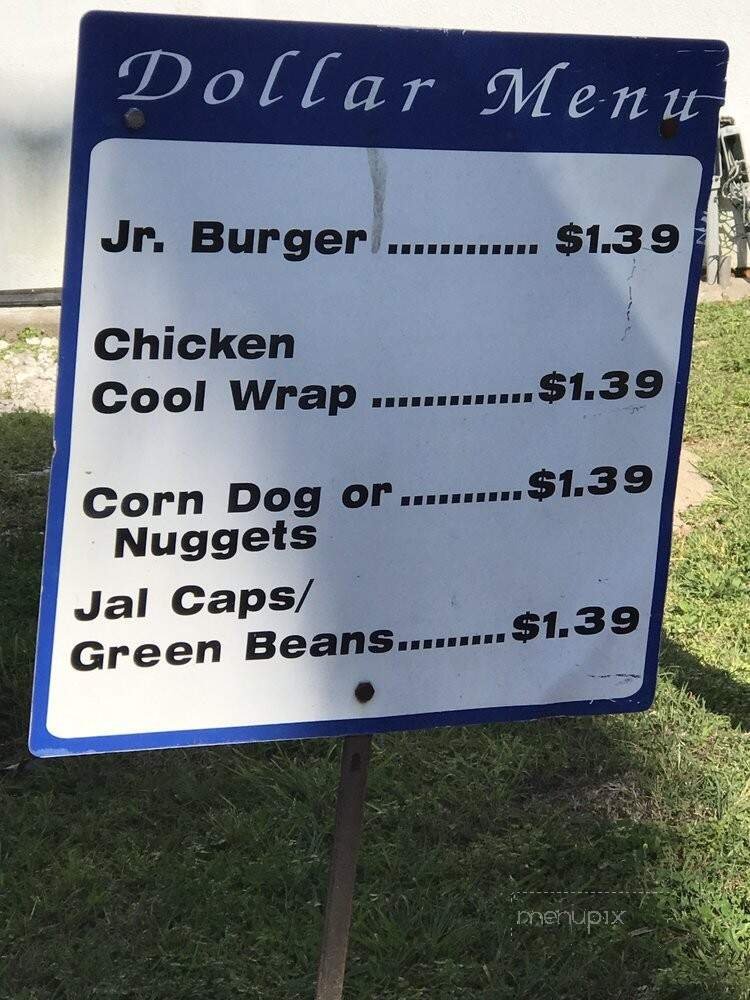 Dollar Menu
Jr. Burger ............ $1.39
Chicken
Cool Wrap .............$1.39
Corn Dog or..........$1.39
Nuggets
Jal Caps/
Green Beans.........$1.39
menupix